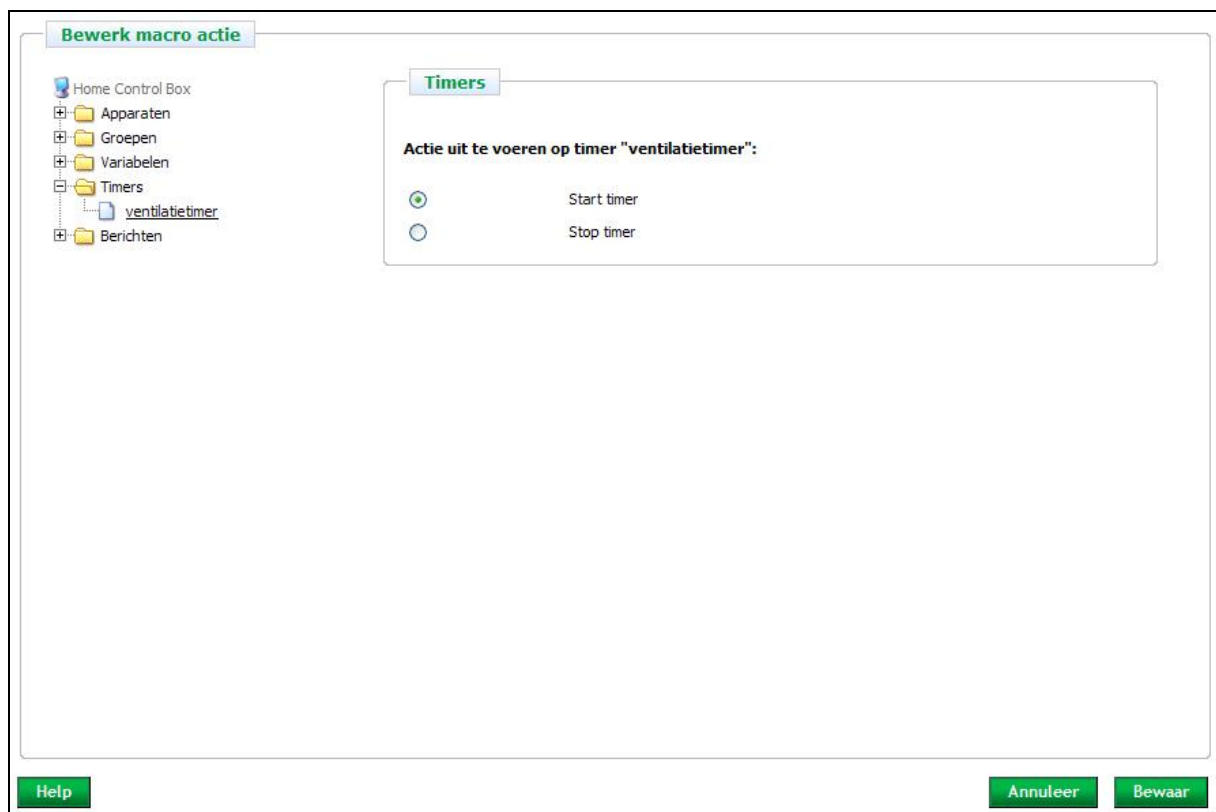 Bewerk macro actie
Home Control Box
Apparaten
Groepen
Variabelen
Timers
ventilatietimer
Berichten
Timers
Actie uit te voeren op timer "ventilatietimer":
Start timer
Stop timer
Help
Annuleer
Bewaar